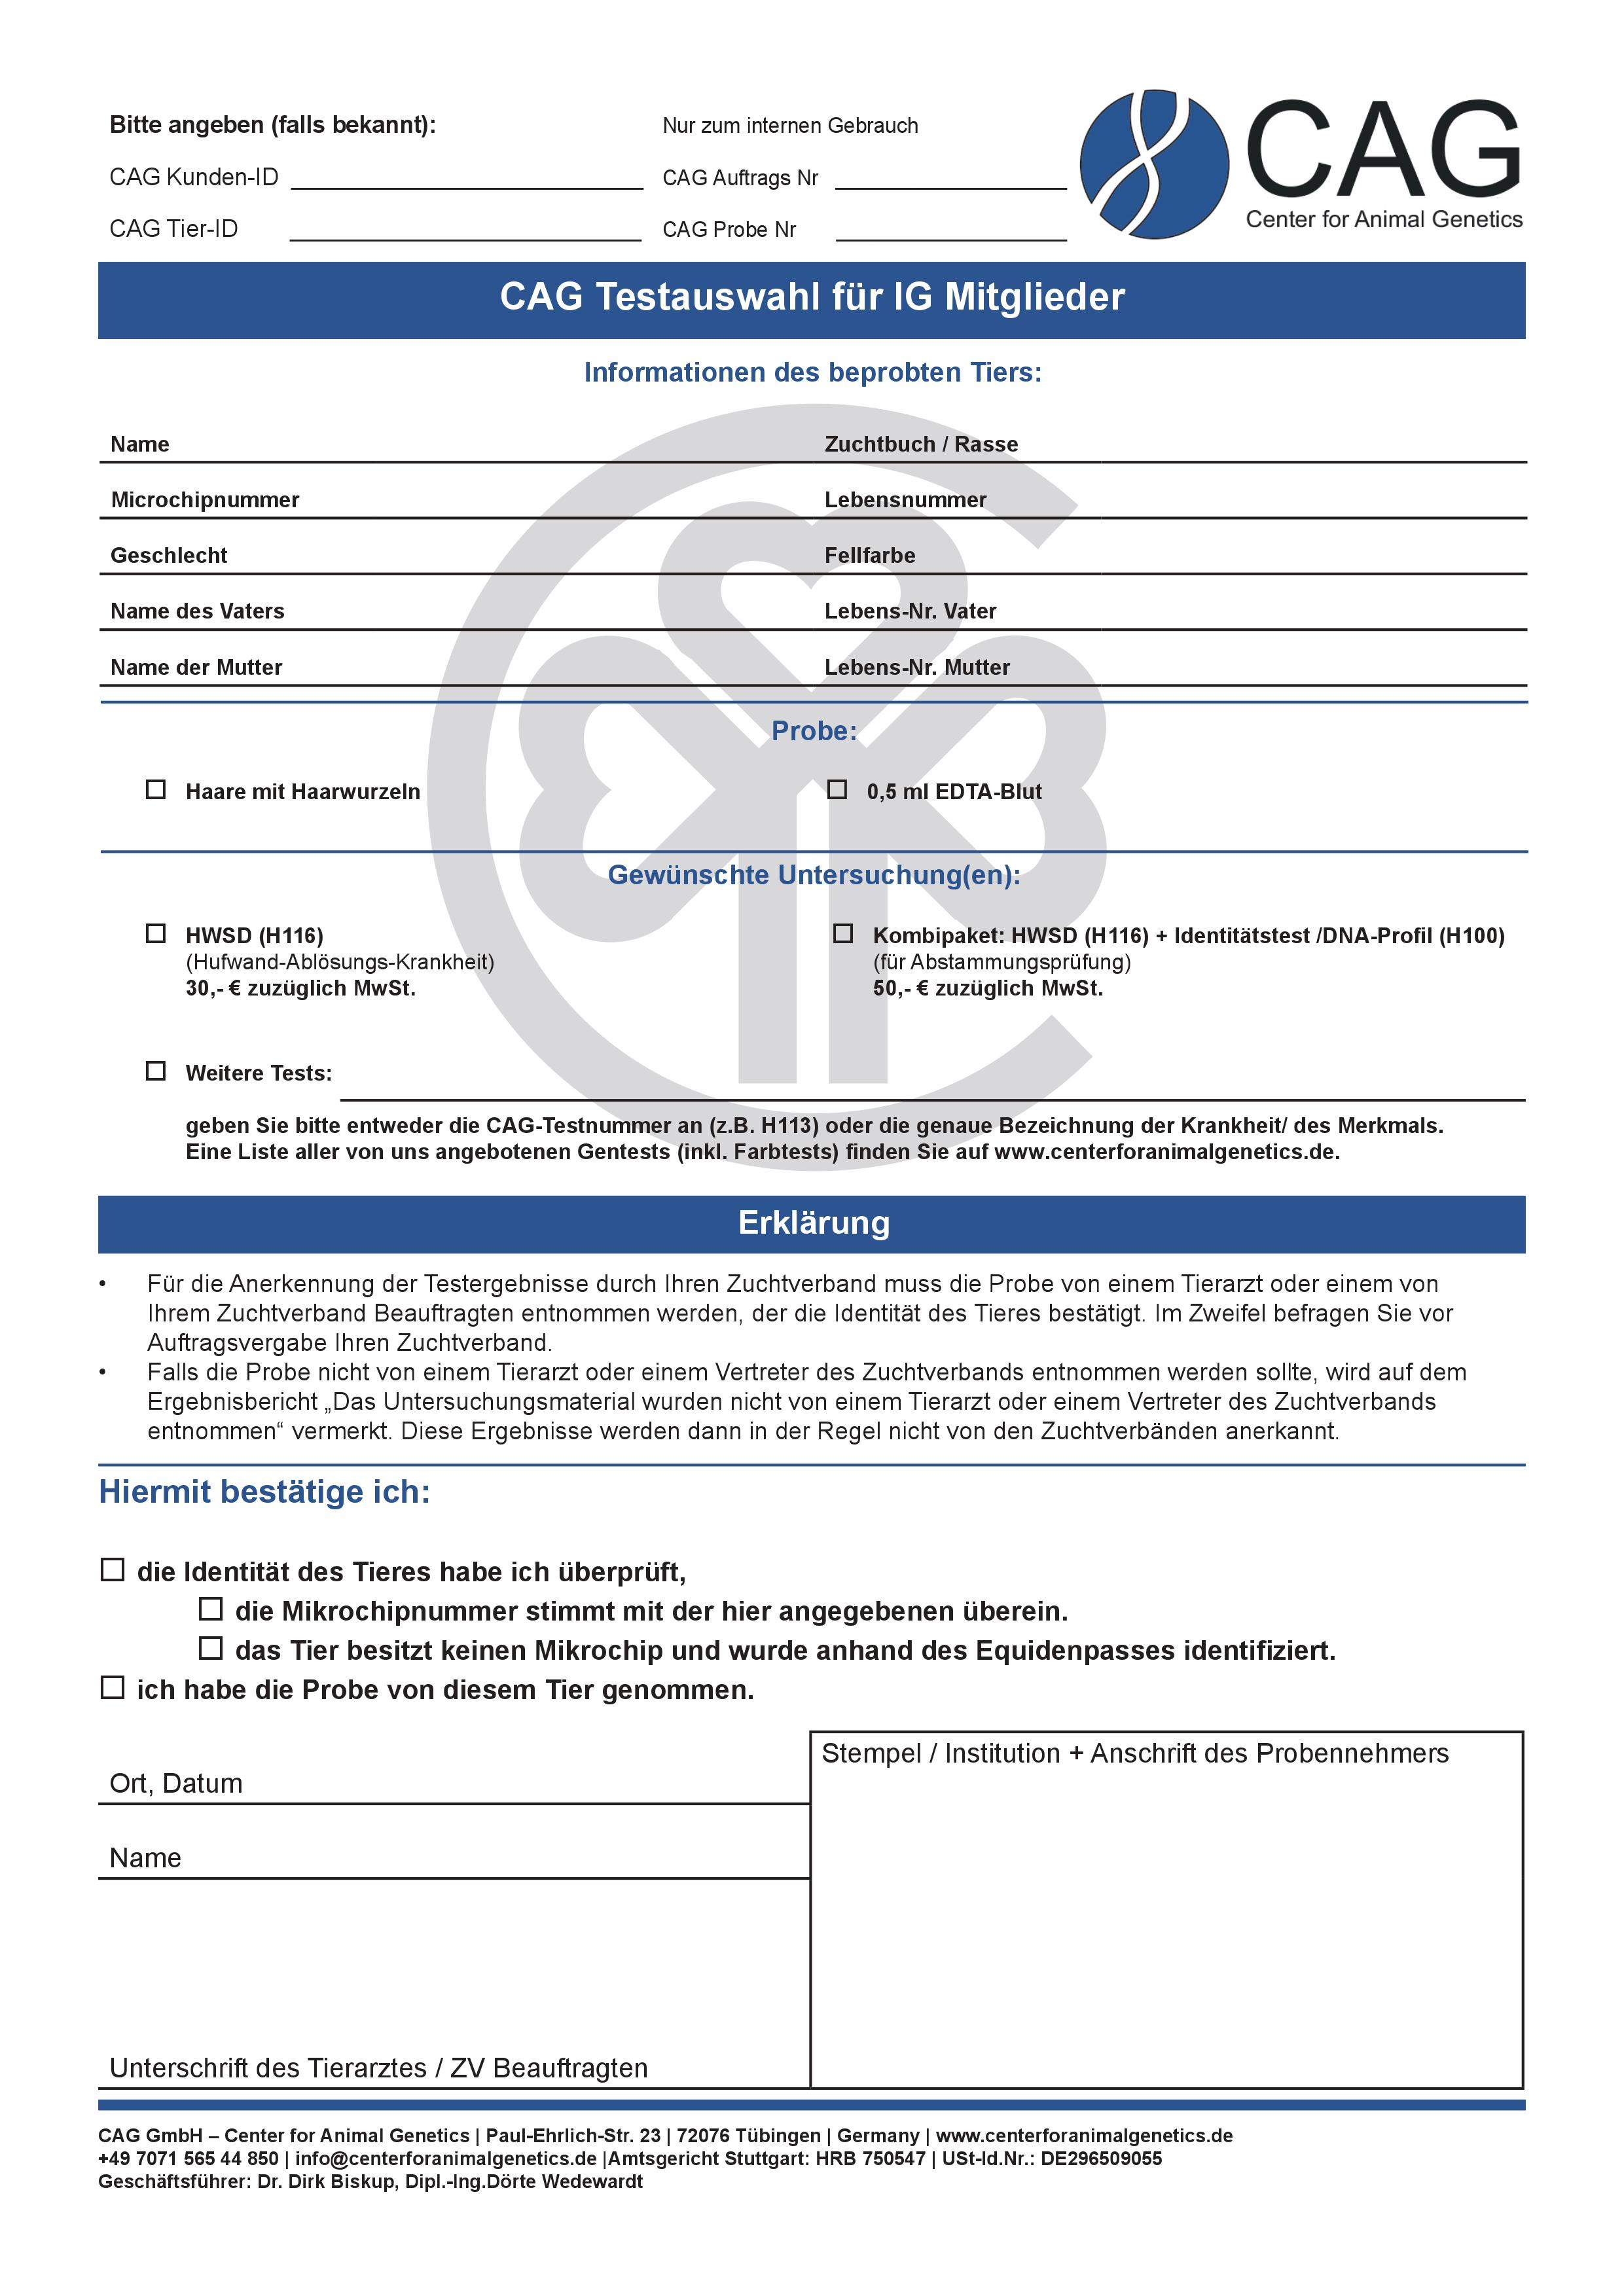 Bitte angeben (falls bekannt):
Nur zum internen Gebrauch
CAG Kunden-ID
CAG Auftrags Nr
CAG Tier-ID
CAG Probe Nr
CAG
Center for Animal Genetics
CAG Testauswahl für IG Mitglieder
Informationen des beprobten Tiers:
Name
Zuchtbuch / Rasse
Microchipnummer
Lebensnummer
Geschlecht
Fellfarbe
Name des Vaters
Lebens-Nr. Vater
Name der Mutter
Lebens-Nr. Mutter
Probe:
Haare mit Haarwurzeln
0,5 ml EDTA-Blut
Gewünschte Untersuchung(en):
HWSD (H116)
(Hufwand-Ablösungs-Krankheit)
30,- € zuzüglich MwSt.
Kombipaket: HWSD (H116) + Identitätstest /DNA-Profil (H100)
(für Abstammungsprüfung)
50,- € zuzüglich MwSt.
Weitere Tests:
geben Sie bitte entweder die CAG-Testnummer an (z.B. H113) oder die genaue Bezeichnung der Krankheit/ des Merkmals.
Eine Liste aller von uns angebotenen Gentests (inkl. Farbtests) finden Sie auf www.centerforanimalgenetics.de.
Erklärung
• Für die Anerkennung der Testergebnisse durch Ihren Zuchtverband muss die Probe von einem Tierarzt oder einem von
Ihrem Zuchtverband Beauftragten entnommen werden, der die Identität des Tieres bestätigt. Im Zweifel befragen Sie vor
Auftragsvergabe Ihren Zuchtverband.
• Falls die Probe nicht von einem Tierarzt oder einem Vertreter des Zuchtverbands entnommen werden sollte, wird auf dem
Ergebnisbericht „Das Untersuchungsmaterial wurden nicht von einem Tierarzt oder einem Vertreter des Zuchtverbands
entnommen“ vermerkt. Diese Ergebnisse werden dann in der Regel nicht von den Zuchtverbänden anerkannt.
Hiermit bestätige ich:
die Identität des Tieres habe ich überprüft,
die Mikrochipnummer stimmt mit der hier angegebenen überein.
das Tier besitzt keinen Mikrochip und wurde anhand des Equidenpasses identifiziert.
ich habe die Probe von diesem Tier genommen.
Stempel / Institution + Anschrift des Probennehmers
Ort, Datum
Name
Unterschrift des Tierarztes / ZV Beauftragten
CAG GmbH – Center for Animal Genetics | Paul-Ehrlich-Str. 23 | 72076 Tübingen | Germany | www.centerforanimalgenetics.de
+49 7071 565 44 850 | info@centerforanimalgenetics.de |Amtsgericht Stuttgart: HRB 750547 | USt-Id.Nr.: DE296509055
Geschäftsführer: Dr. Dirk Biskup, Dipl.-Ing.Dörte Wedewardt